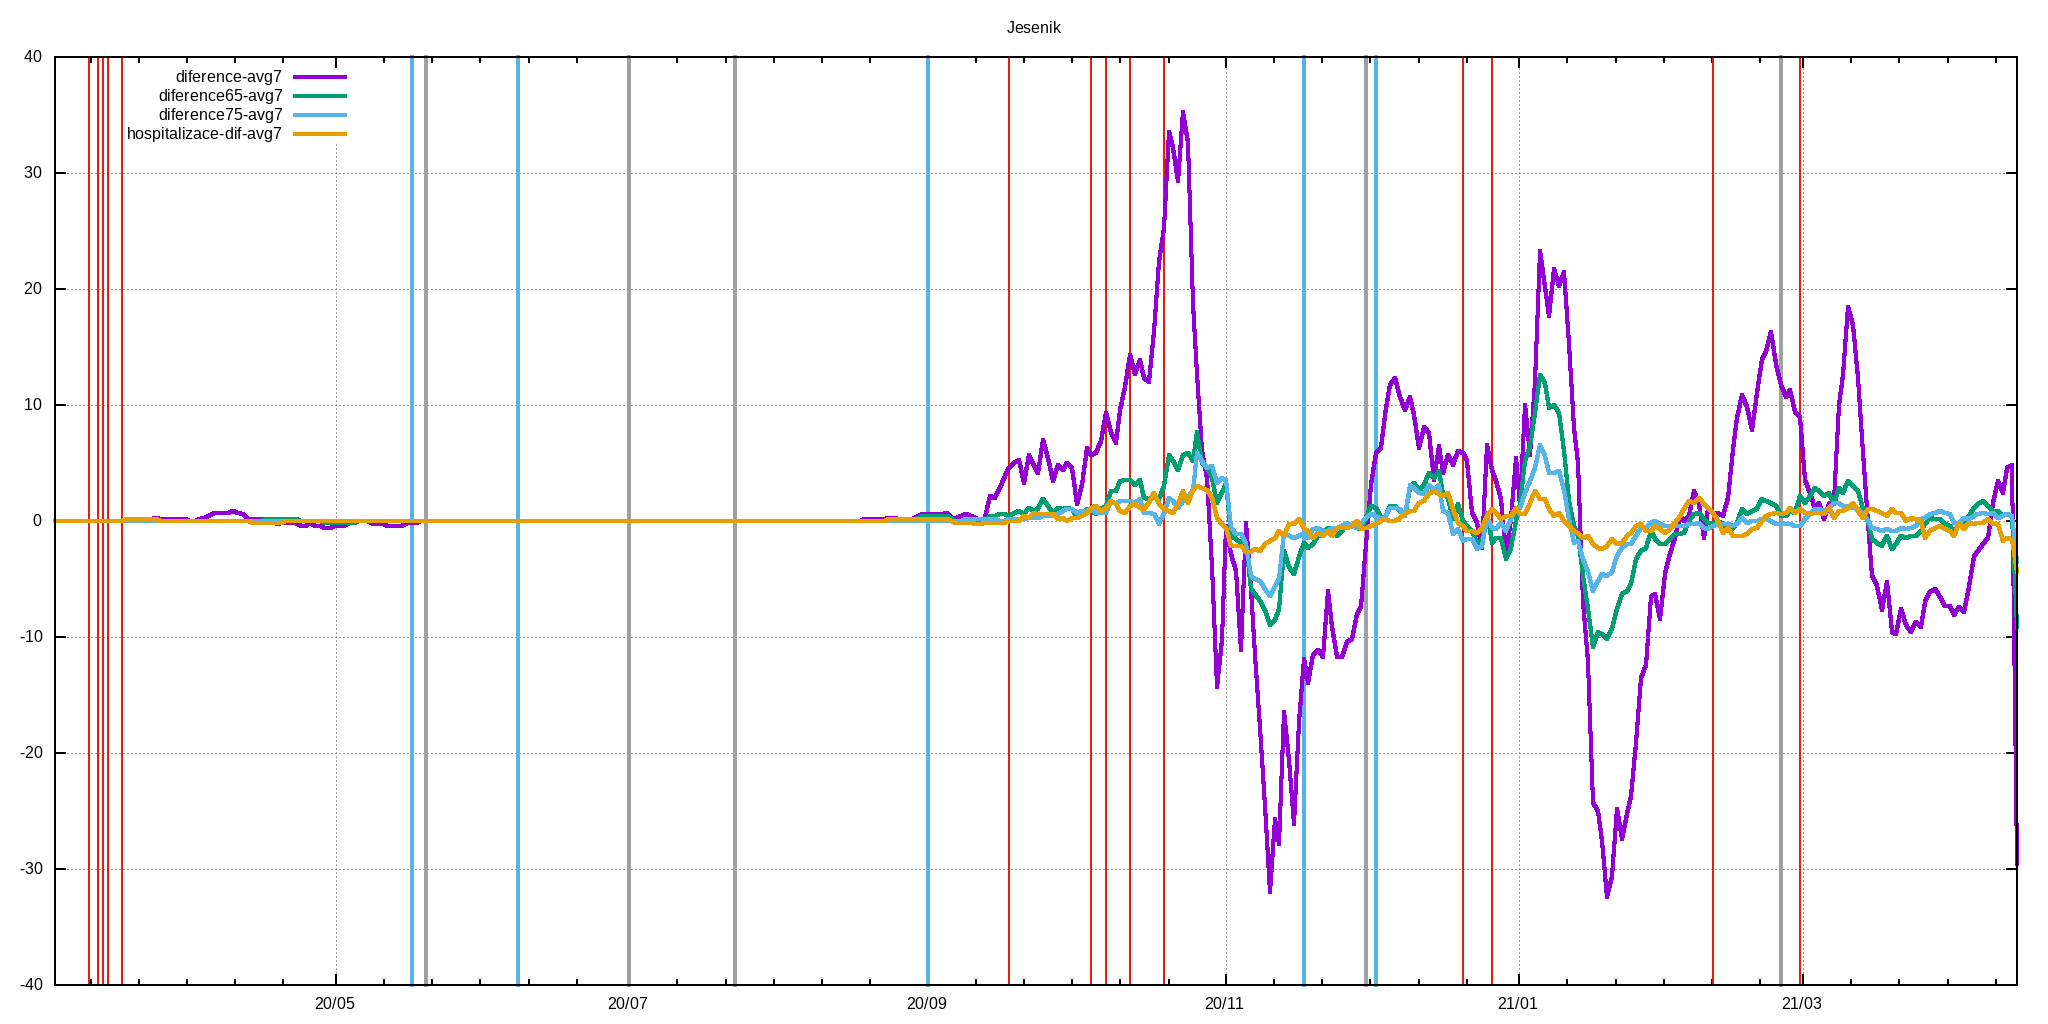 Jesenik
40
30
20
10
0
-10
-20
-30
-40
diference-avg7
diference65-avg7
diference75-avg7
hospitalizace-dif-avg7
20/05 20/07 20/09 20/11 21/01 21/03